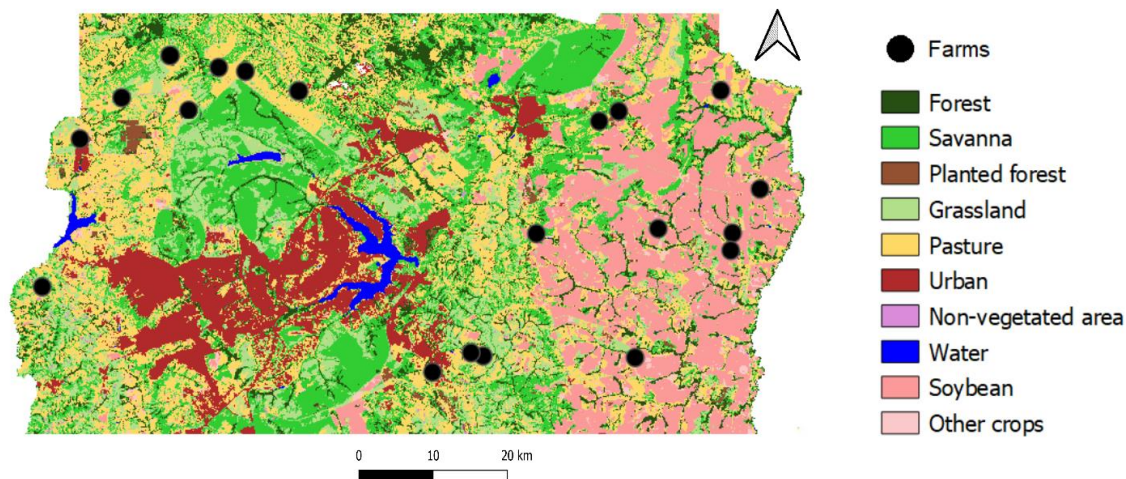 Farms
Forest
Savanna
Planted forest
Grassland
Pasture
Urban
Non-vegetated area
Water
Soybean
Other crops
0 10 20 km